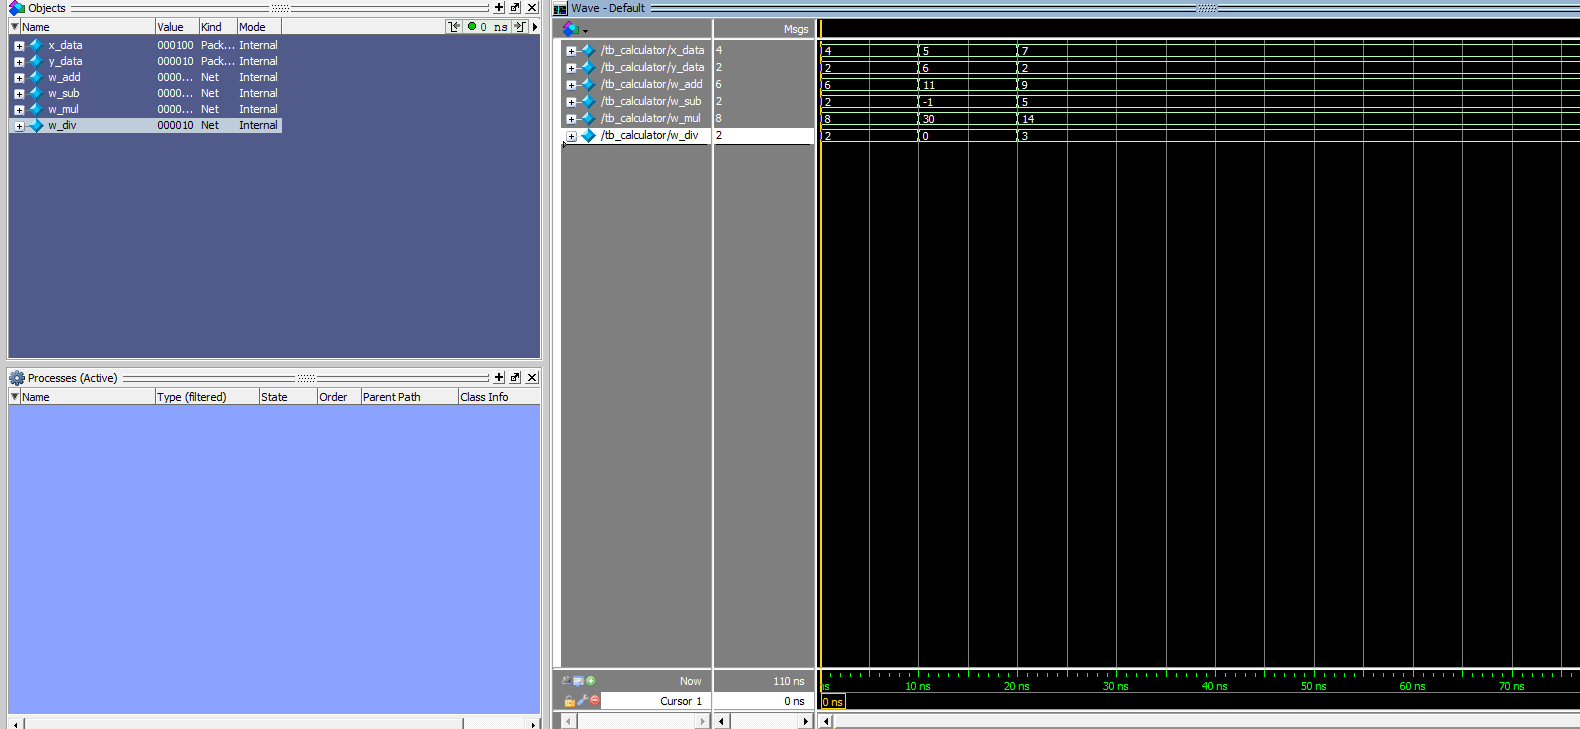 Objects
Name Value Kind Mode 0 ns
x_data 000100 Pack... Internal
y_data 000010 Pack... Internal
w_add 0000... Net Internal
w_sub 0000... Net Internal
w_mul 0000... Net Internal
w_div 000010 Net Internal
Processes (Active)
Name Type (filtered) State Order Parent Path Class Info
Wave - Default
Msgs
/tb_calculator/x_data 4 4 5 7
/tb_calculator/y_data 2 2 6 2
/tb_calculator/w_add 6 6 11 9
/tb_calculator/w_sub 2 2 -1 5
/tb_calculator/w_mul 8 8 30 14
/tb_calculator/w_div 2 2 0 3
Now 110 ns ns 10 ns 20 ns 30 ns 40 ns 50 ns 60 ns 70 ns
Cursor 1 0 ns 0 ns